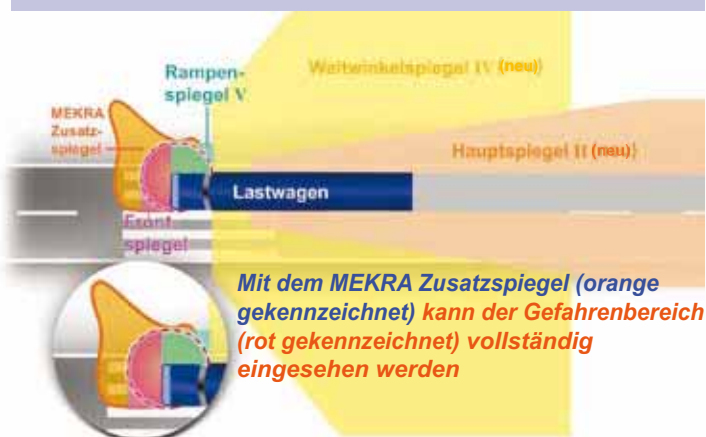 Weitwinkelspiegel IV (neu)
Rampen-
spiegel V
MEKRA
Zusatz-
spiegel
Hauptspiegel II (neu)
Lastwagen
Front-
spiegel
Mit dem MEKRA Zusatzspiegel (orange
gekennzeichnet) kann der Gefahrenbereich
(rot gekennzeichnet) vollständig
eingesehen werden